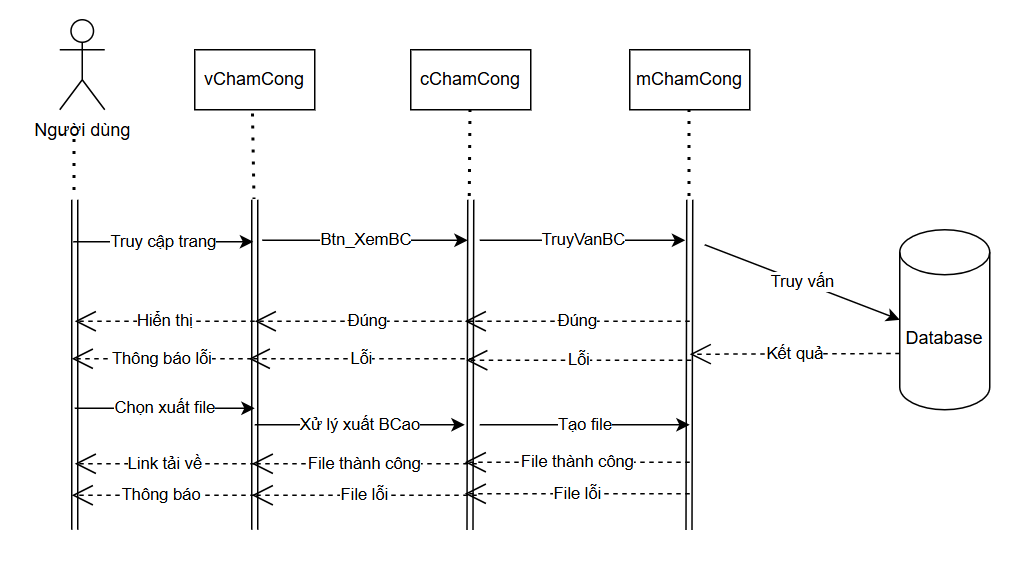 Người dùng
vChamCong
cChamCong
mChamCong
Truy cập trang
Btn_XemBC
TruyVanBC
Truy vấn
Database
Hiển thị
Đúng
Đúng
Thông báo lỗi
Lỗi
Lỗi
Kết quả
Chọn xuất file
Xử lý xuất BCao
Tạo file
Link tải về
File thành công
File thành công
Thông báo
File lỗi
File lỗi